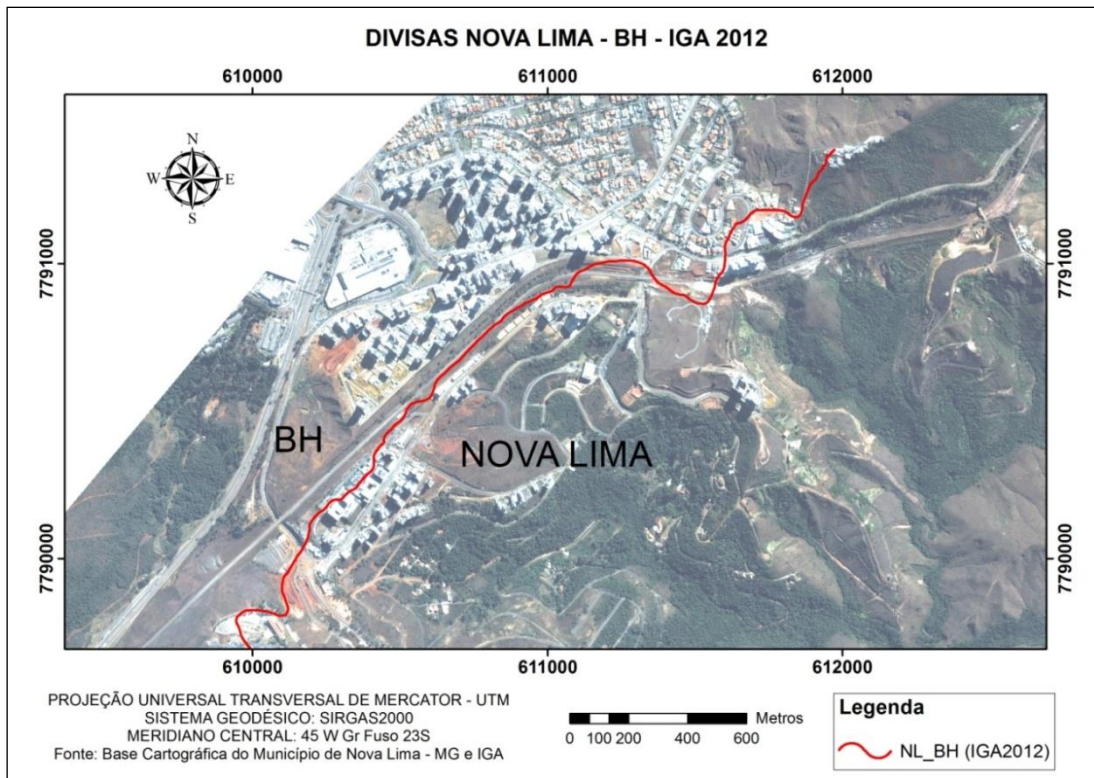 DIVISAS NOVA LIMA - BH - IGA 2012
610000 611000 612000
N
W E
S
7791000 7791000
BH
NOVA LIMA
7790000 7790000
610000 611000 612000
PROJEÇÃO UNIVERSAL TRANSVERSAL DE MERCATOR - UTM
SISTEMA GEODÉSICO: SIRGAS2000
MERIDIANO CENTRAL: 45 W Gr Fuso 23S
Fonte: Base Cartográfica do Município de Nova Lima - MG e IGA
Metros
0 100 200 400 600
Legenda
NL_BH (IGA2012)